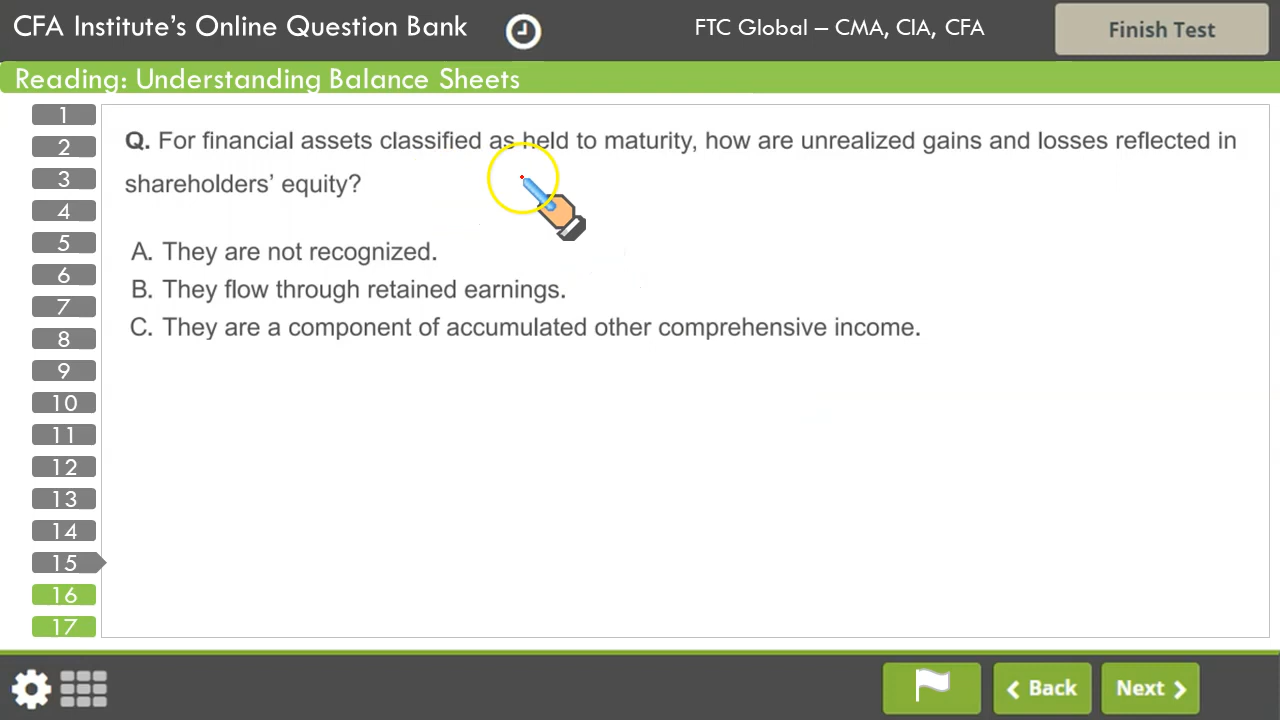 CFA Institute's Online Question Bank
FTC Global – CMA, CIA, CFA
Finish Test
Reading: Understanding Balance Sheets
1
2
3
4
5
6
7
8
9
10
11
12
13
14
15
16
17
Q. For financial assets classified as held to maturity, how are unrealized gains and losses reflected in
shareholders' equity?
A. They are not recognized.
B. They flow through retained earnings.
C. They are a component of accumulated other comprehensive income.
Back
Next